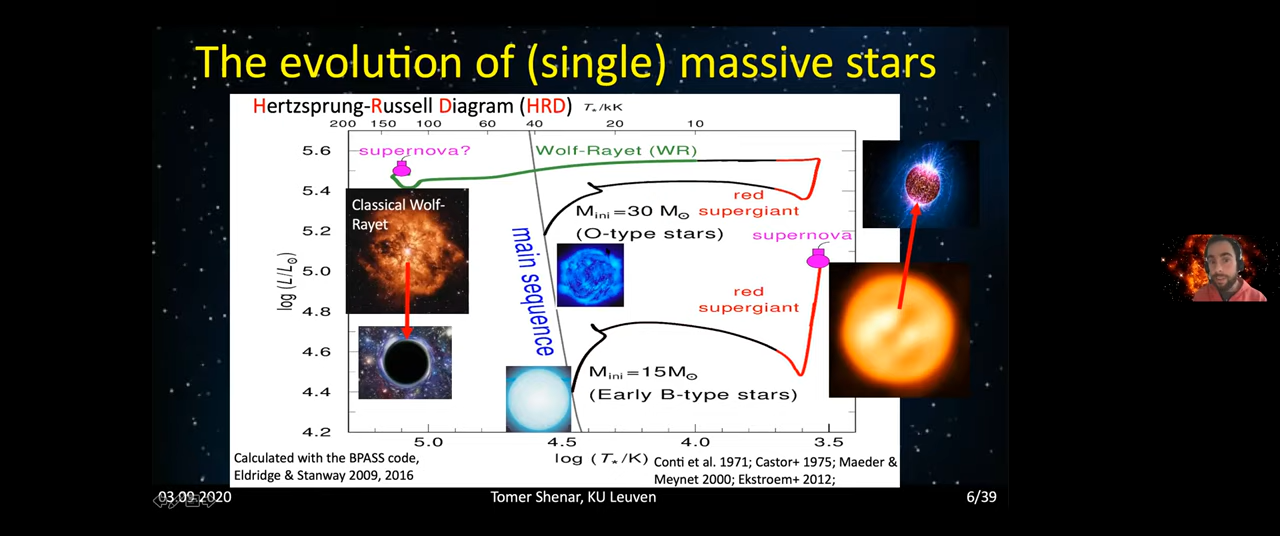 The evolution of (single) massive stars
Hertzsprung-Russell Diagram (HRD) T*/kK
200 150 100 60 40 20 10
supernova?
Wolf-Rayet (WR)
5.6
5.4
5.2
5.0
4.8
4.6
4.4
4.2
log (L/L⊙)
Classical Wolf-
Rayet
main sequence
Mini=30 M⊙
(O-type stars)
red
supergiant
supernova
red
supergiant
Mini=15M⊙
(Early B-type stars)
5.0 4.5 4.0 3.5
log (T*/K)
Calculated with the BPASS code,
Eldridge & Stanway 2009, 2016
Conti et al. 1971; Castor+ 1975; Maeder &
Meynet 2000; Ekstroem+ 2012;
03.09.2020 Tomer Shenar, KU Leuven 6/39